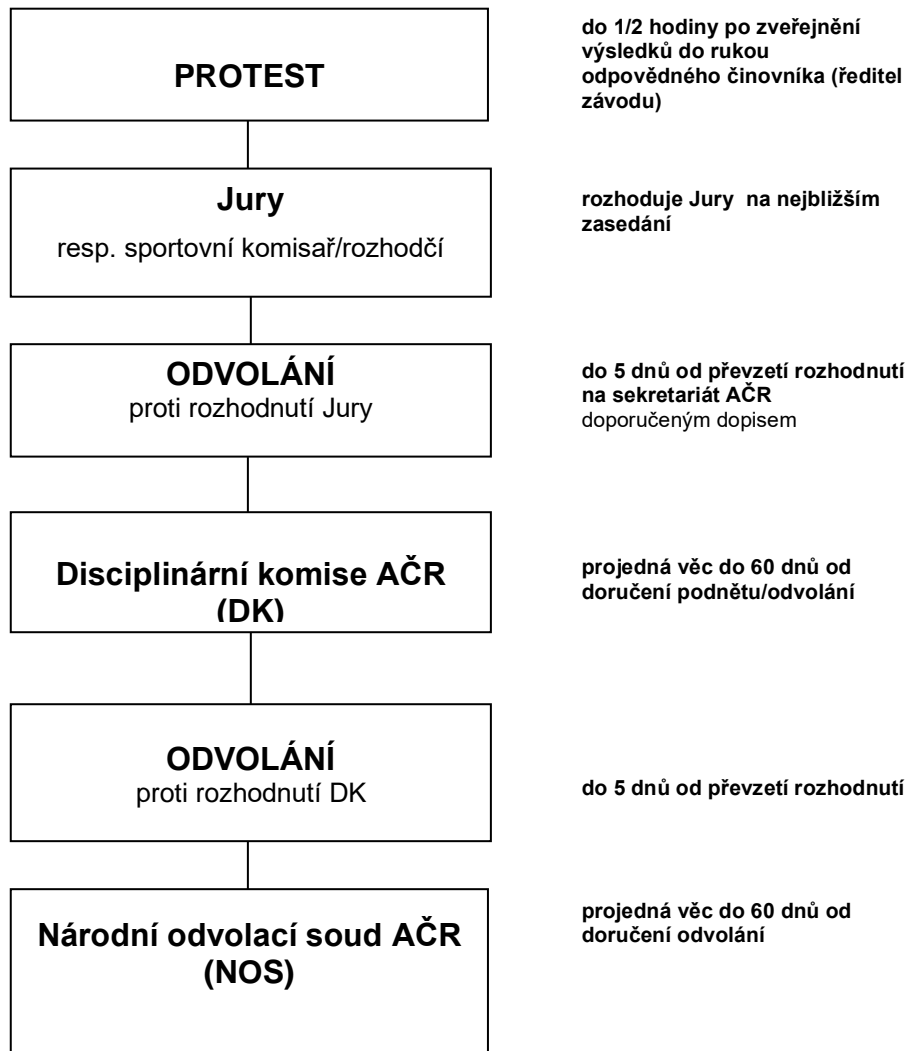 PROTEST
do 1/2 hodiny po zveřejnění
výsledků do rukou
odpovědného činovníka (ředitel
závodu)
Jury
resp. sportovní komisař/rozhodčí
rozhoduje Jury na nejbližším
zasedání
ODVOLÁNÍ
proti rozhodnutí Jury
do 5 dnů od převzetí rozhodnutí
na sekretariát AČR
doporučeným dopisem
Disciplinární komise AČR
(DK)
projedná věc do 60 dnů od
doručení podnětu/odvolání
ODVOLÁNÍ
proti rozhodnutí DK
do 5 dnů od převzetí rozhodnutí
Národní odvolací soud AČR
(NOS)
projedná věc do 60 dnů od
doručení odvolání